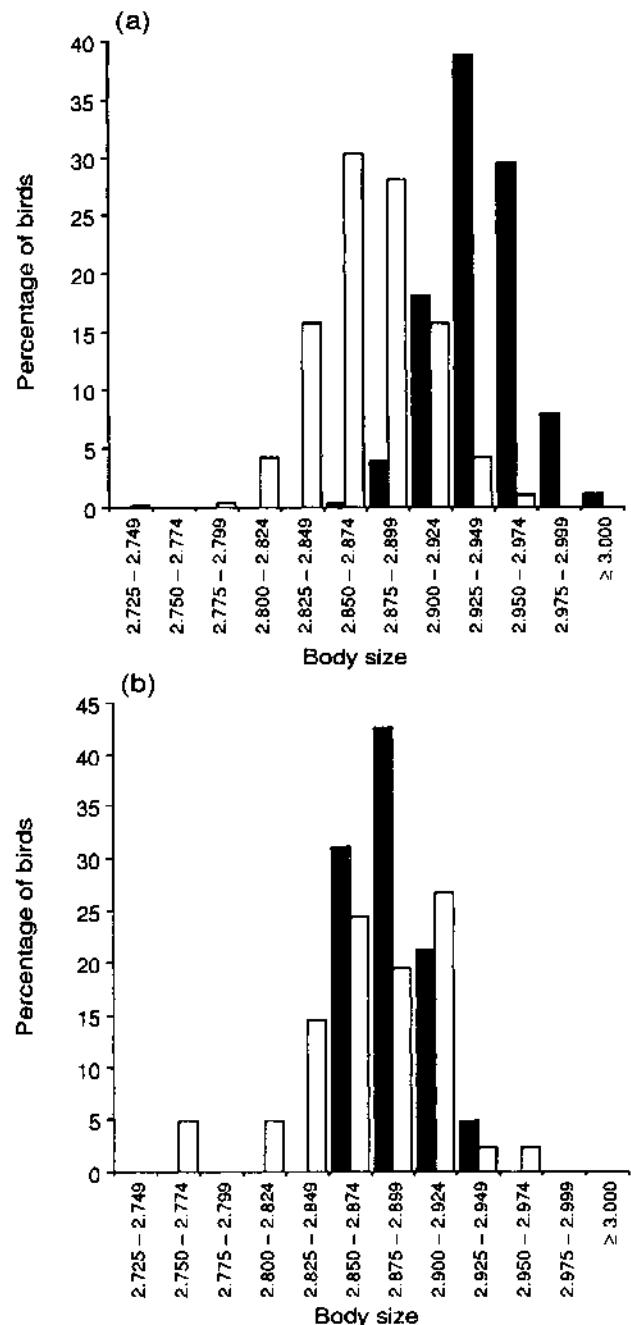 (a)
40
35
30
25
20
15
10
5
0
Percentage of birds
2.725 – 2.749
2.750 – 2.774
2.775 – 2.799
2.800 – 2.824
2.825 – 2.849
2.850 – 2.874
2.875 – 2.899
2.900 – 2.924
2.925 – 2.949
2.950 – 2.974
2.975 – 2.999
≥ 3.000
Body size
(b)
45
40
35
30
25
20
15
10
5
0
Percentage of birds
2.725 – 2.749
2.750 – 2.774
2.775 – 2.799
2.800 – 2.824
2.825 – 2.849
2.850 – 2.874
2.875 – 2.899
2.900 – 2.924
2.925 – 2.949
2.950 – 2.974
2.975 – 2.999
≥ 3.000
Body size